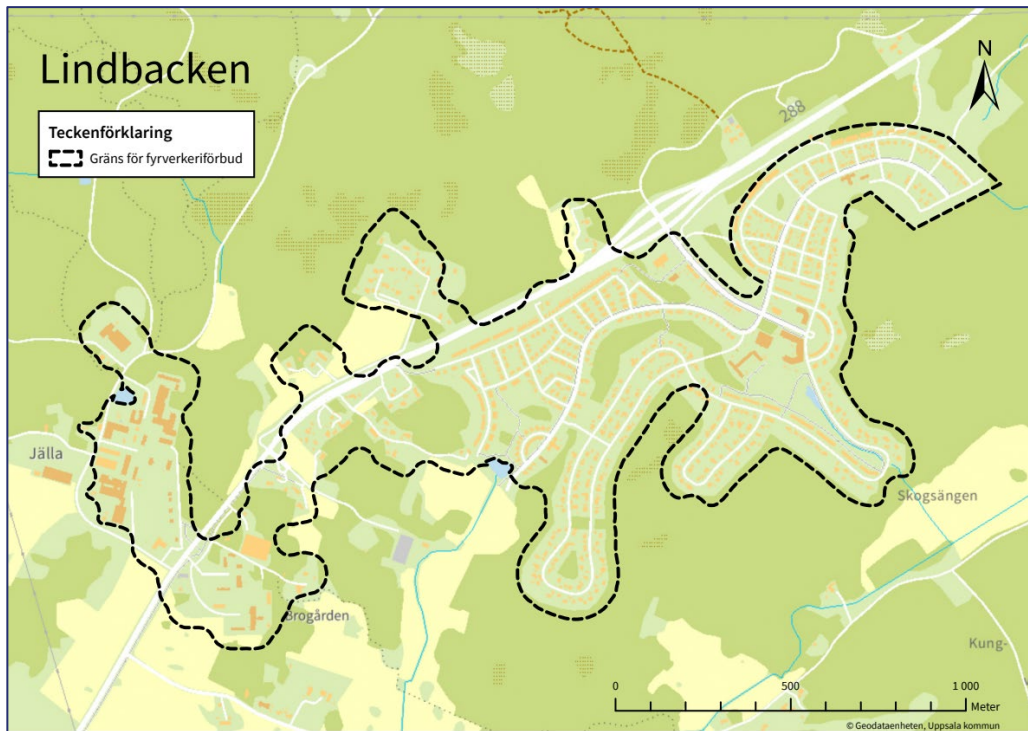 Lindbacken
Teckenförklaring
Gräns för fyrverkeriförbud
N
288
Jälla
Skogsängen
Brogården
Kung-
0 500 1 000
Meter
© Geodataenheten, Uppsala kommun